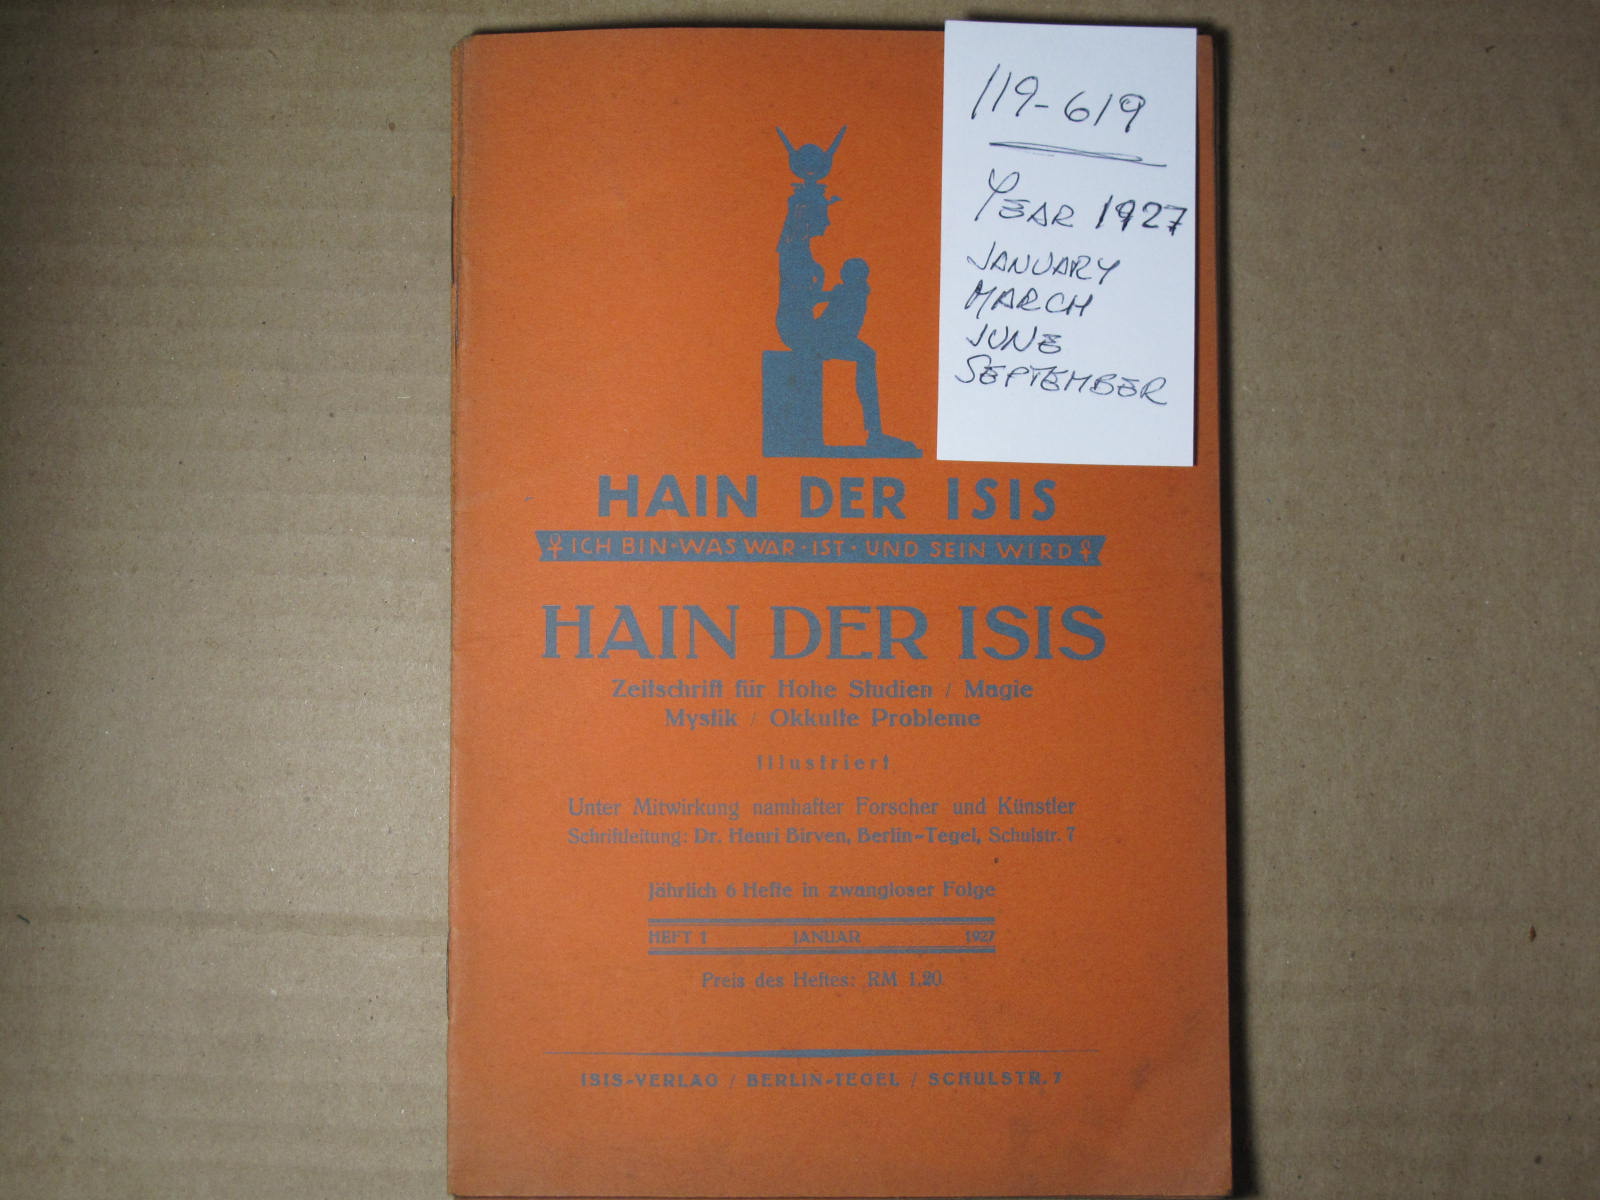 119-619
YEAR 1927
JANUARY
MARCH
JUNE
SEPTEMBER
HAIN DER ISIS
ICH BIN·WAS WAR·IST·UND SEIN WIRD
HAIN DER ISIS
Zeitschrift für Hohe Studien / Magie
Mystik / Okkulte Probleme
Illustriert
Unter Mitwirkung namhafter Forscher und Künstler
Schriftleitung: Dr. Henri Birven, Berlin-Tegel, Schulstr. 7
Jährlich 6 Hefte in zwangloser Folge
HEFT 1 JANUAR 1927
Preis des Heftes: RM 1.20.
ISIS-VERLAG / BERLIN-TEGEL / SCHULSTR. 7